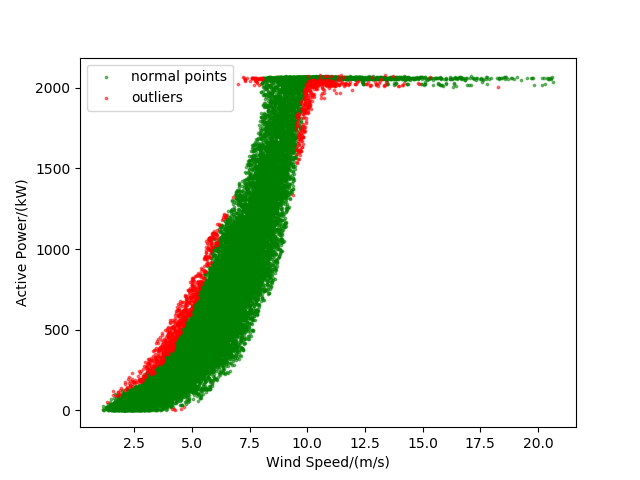 normal points
outliers
Active Power/(kW)
2000
1500
1000
500
0
2.5 5.0 7.5 10.0 12.5 15.0 17.5 20.0
Wind Speed/(m/s)